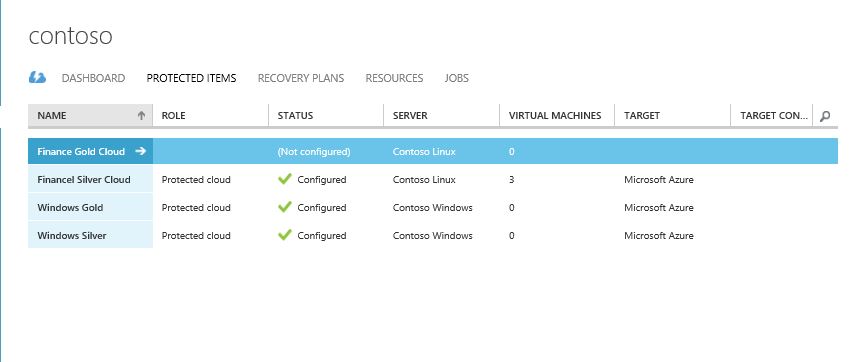 contoso
DASHBOARD PROTECTED ITEMS RECOVERY PLANS RESOURCES JOBS
NAME ROLE STATUS SERVER VIRTUAL MACHINES TARGET TARGET CON...
Finance Gold Cloud (Not configured) Contoso Linux 0
Financel Silver Cloud Protected cloud Configured Contoso Linux 3 Microsoft Azure
Windows Gold Protected cloud Configured Contoso Windows 0 Microsoft Azure
Windows Silver Protected cloud Configured Contoso Windows 0 Microsoft Azure